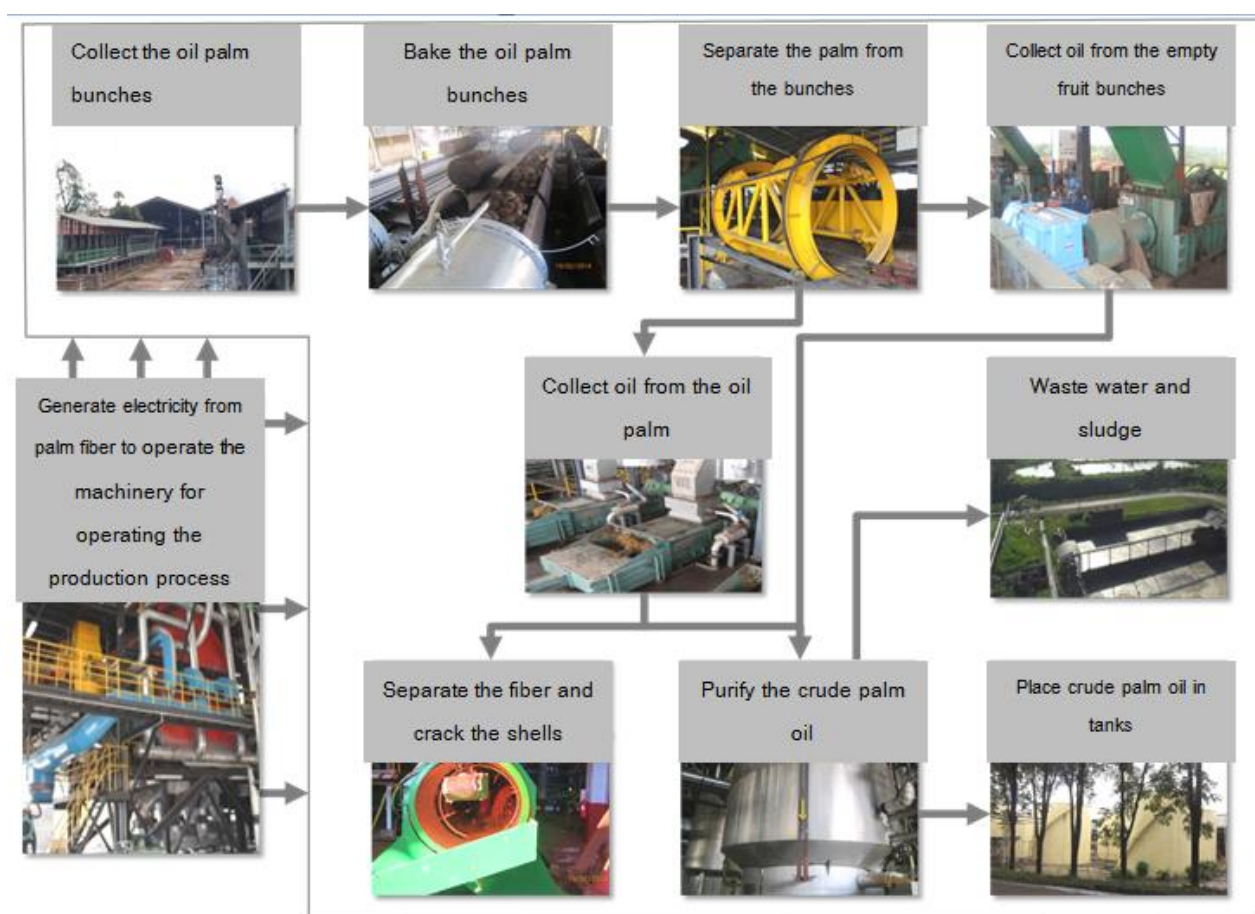 Collect the oil palm
bunches
Bake the oil palm
bunches
Separate the palm from
the bunches
Collect oil from the empty
fruit bunches
Generate electricity from
palm fiber to operate the
machinery for
operating the
production process
Collect oil from the oil
palm
Waste water and
sludge
Separate the fiber and
crack the shells
Purify the crude palm
oil
Place crude palm oil in
tanks